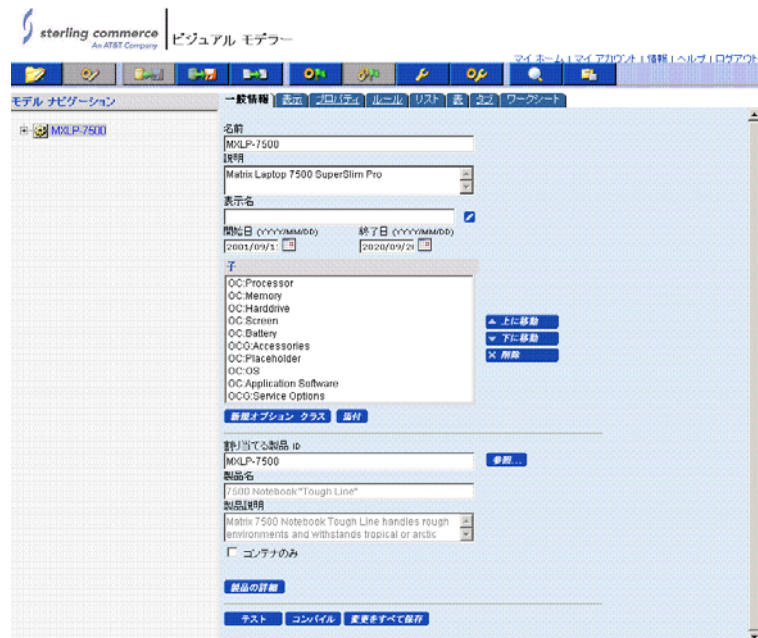 sterling commerce
An AT&T Company
ビジュアル モデラー
マイ ホーム | マイ アカウント | 情報 | ヘルプ | ログアウト
モデル ナビゲーション
一般情報 表示 プロパティ ルール リスト 表 タブ ワークシート
MXLP-7500
名前
MXLP-7500
説明
Matrix Laptop 7500 SuperSlim Pro
表示名
開始日 (YYYY/MM/DD) 終了日 (YYYY/MM/DD)
2001/09/1 2020/09/2
子
OC:Processor
OC:Memory
OC:Harddrive
OC:Screen
OC:Battery
OCG:Accessories
OC:Placeholder
OC:OS
OC:Application Software
OCG:Service Options
上に移動
下に移動
削除
新規オプション クラス 添付
割り当てる製品 ID
MXLP-7500
参照...
製品名
7500 Notebook "Tough Line"
製品説明
Matrix 7500 Notebook Tough Line handles rough
environments and withstands tropical or arctic
コンテナのみ
製品の詳細
テスト コンパイル 変更をすべて保存